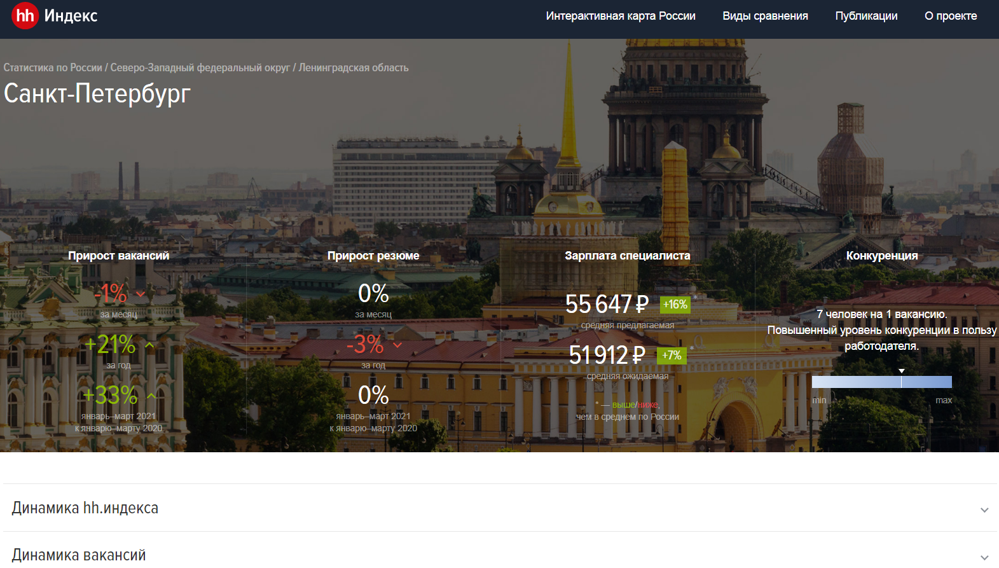 hh Индекс
Интерактивная карта России Виды сравнения Публикации О проекте
Статистика по России / Северо-Западный федеральный округ / Ленинградская область
Санкт-Петербург
Прирост вакансий
-1%
за месяц
+21%
за год
+33%
январь–март 2021
к январю–марту 2020
Прирост резюме
0%
за месяц
-3%
за год
0%
январь–март 2021
к январю–марту 2020
Зарплата специалиста
55 647 ₽ +16% *
средняя предлагаемая
51 912 ₽ +7% *
средняя ожидаемая
* — выше/ниже,
чем в среднем по России
Конкуренция
7 человек на 1 вакансию.
Повышенный уровень конкуренции в пользу
работодателя.
min max
Динамика hh.индекса
Динамика вакансий